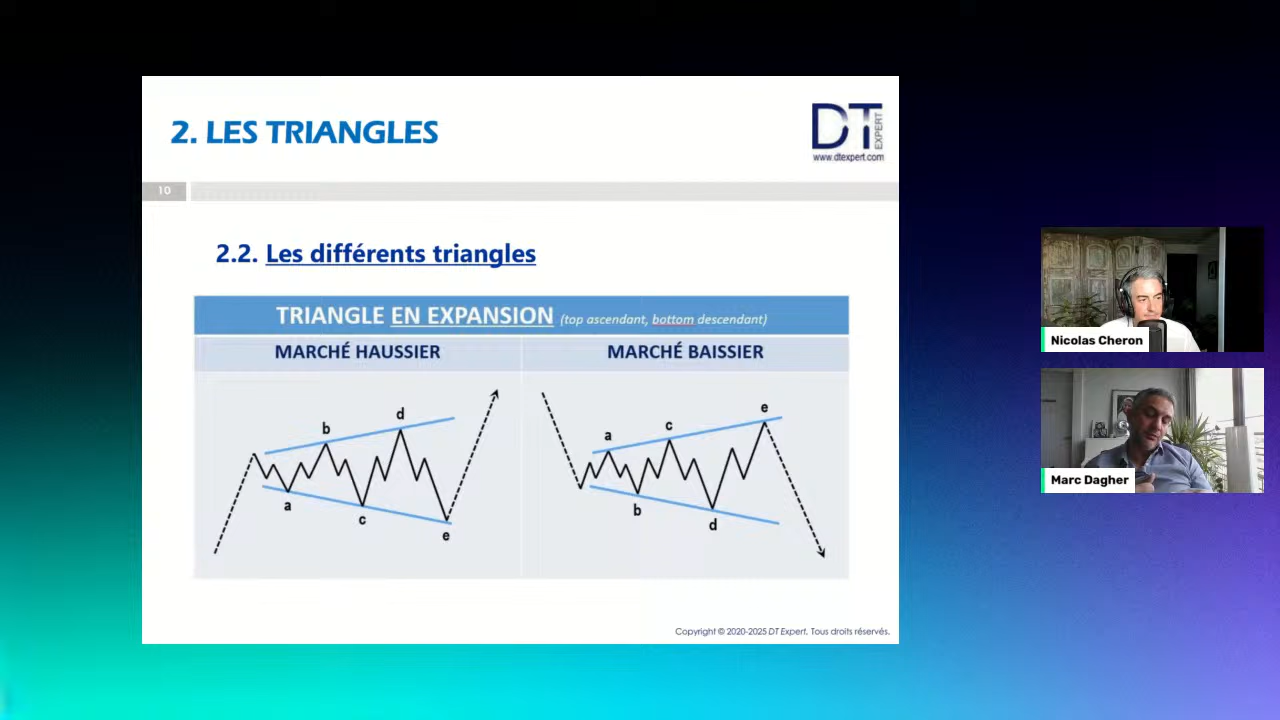 2. LES TRIANGLES
DT
EXPERT
www.dtexpert.com
10
2.2. Les différents triangles
TRIANGLE EN EXPANSION (top ascendant, bottom descendant)
MARCHÉ HAUSSIER
MARCHÉ BAISSIER
b
d
a
c
e
a
c
e
b
d
Nicolas Cheron
Marc Dagher
Copyright © 2020-2025 DT Expert. Tous droits réservés.